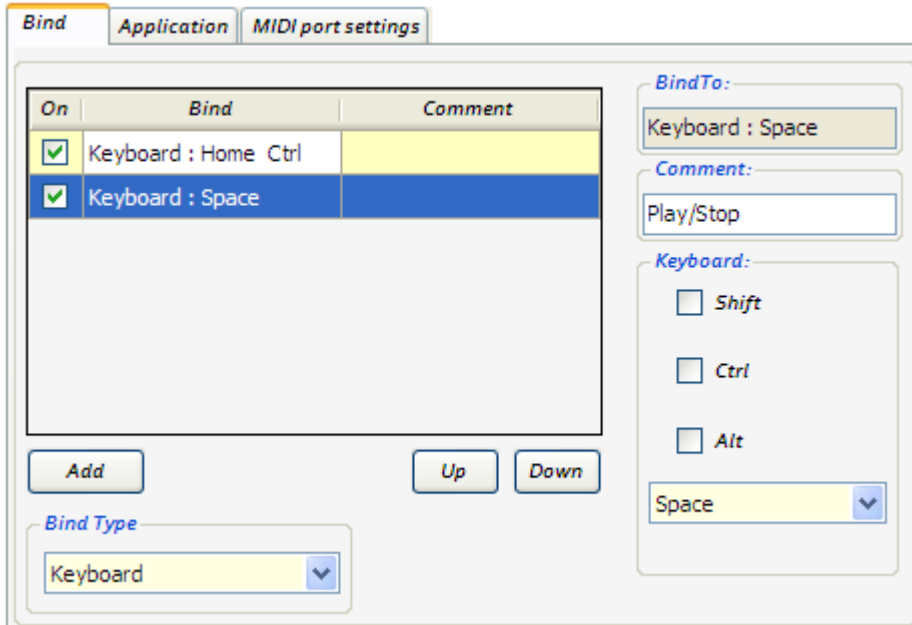 Bind Application MIDI port settings
On Bind Comment
Keyboard : Home Ctrl
Keyboard : Space
Add Up Down
Bind Type
Keyboard
BindTo:
Keyboard : Space
Comment:
Play/Stop
Keyboard:
Shift
Ctrl
Alt
Space